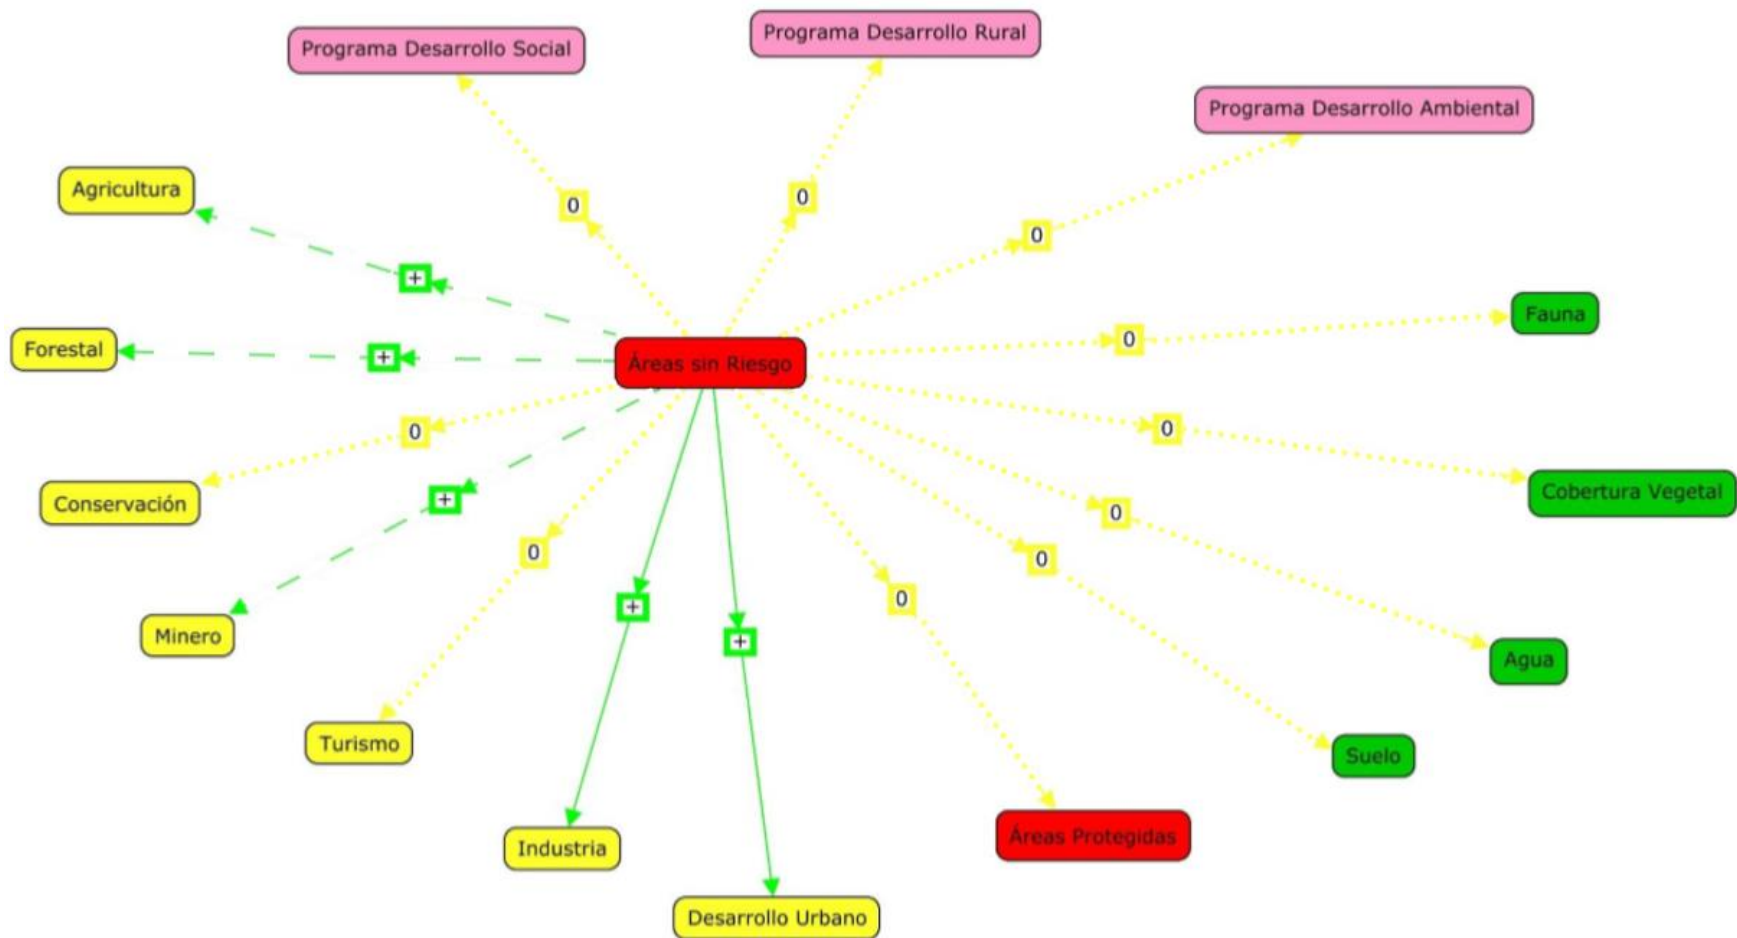 Programa Desarrollo Social
Programa Desarrollo Rural
Programa Desarrollo Ambiental
Agricultura
0
0
0
+
Fauna
Forestal
+
Áreas sin Riesgo
0
0
0
Conservación
Cobertura Vegetal
+
0
0
0
+
0
Minero
+
Agua
Turismo
Suelo
Industria
Áreas Protegidas
Desarrollo Urbano